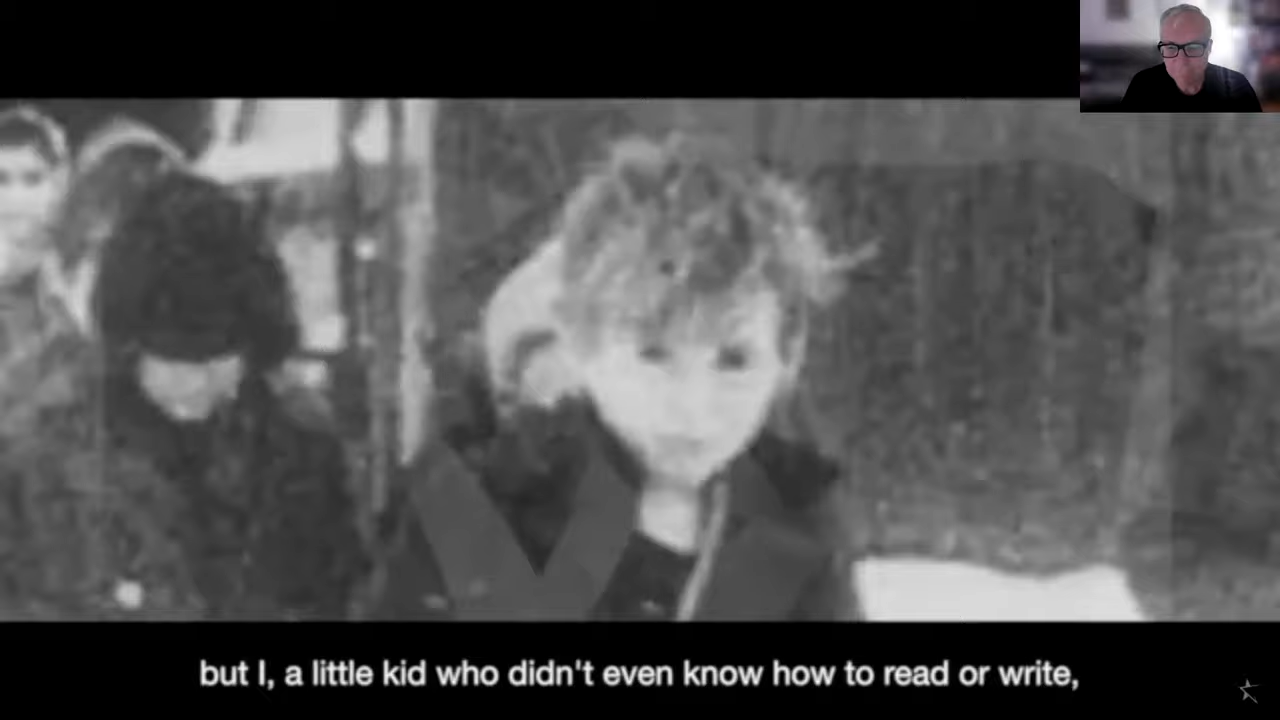 but I, a little kid who didn't even know how to read or write,